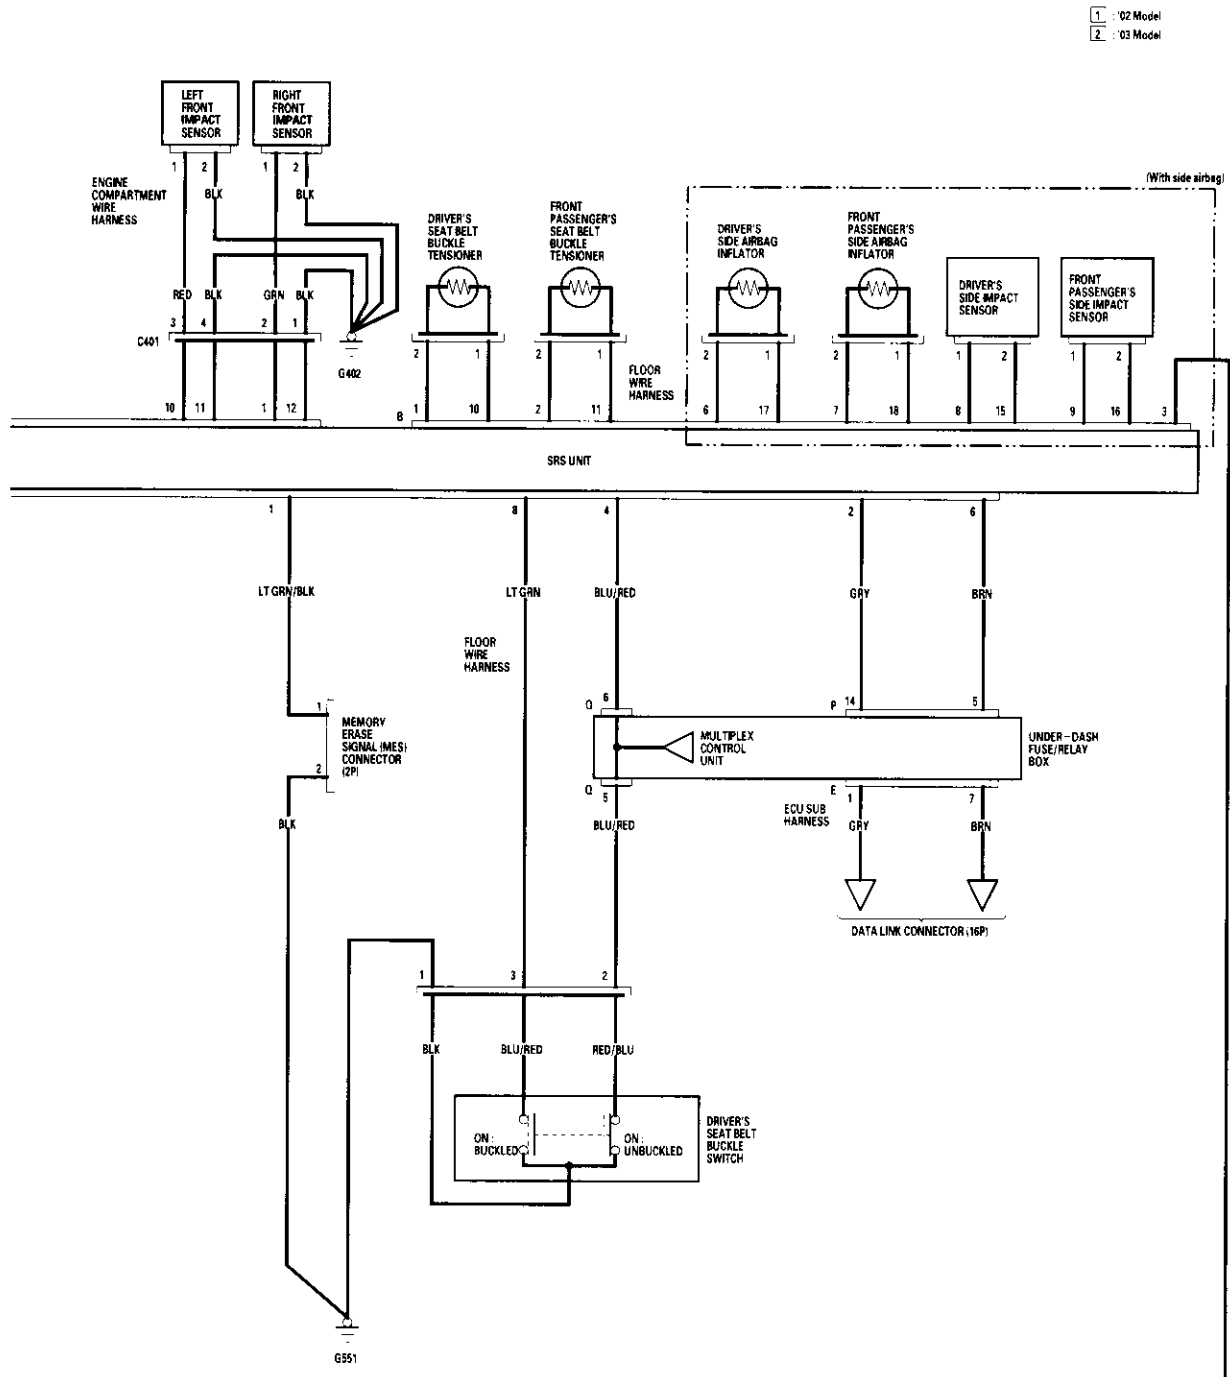 1 : '02 Model
2 : '03 Model
LEFT
FRONT
IMPACT
SENSOR
RIGHT
FRONT
IMPACT
SENSOR
1 2 1 2
ENGINE
COMPARTMENT
WIRE
HARNESS
BLK BLK
(With side airbag)
DRIVER'S
SEAT BELT
BUCKLE
TENSIONER
FRONT
PASSENGER'S
SEAT BELT
BUCKLE
TENSIONER
DRIVER'S
SIDE AIRBAG
INFLATOR
FRONT
PASSENGER'S
SIDE AIRBAG
INFLATOR
DRIVER'S
SIDE IMPACT
SENSOR
FRONT
PASSENGER'S
SIDE IMPACT
SENSOR
RED BLK GRN BLK
3 4 2 1
C401
G402
2 1 2 1 2 1 2 1 1 2 1 2
FLOOR
WIRE
HARNESS
10 11 1 12 B 1 10 2 11 6 17 7 18 8 15 9 16 3
SRS UNIT
1 8 4 2 6
LT GRN/BLK LT GRN BLU/RED GRY BRN
FLOOR
WIRE
HARNESS
1
2
MEMORY
ERASE
SIGNAL (MES)
CONNECTOR
(2P)
Q 6 P 14 5
MULTIPLEX
CONTROL
UNIT
UNDER-DASH
FUSE/RELAY
BOX
Q 5 E 1 7
ECU SUB
HARNESS
BLK BLU/RED GRY BRN
DATA LINK CONNECTOR (16P)
1 3 2
BLK BLU/RED RED/BLU
ON :
BUCKLED
ON :
UNBUCKLED
DRIVER'S
SEAT BELT
BUCKLE
SWITCH
G551